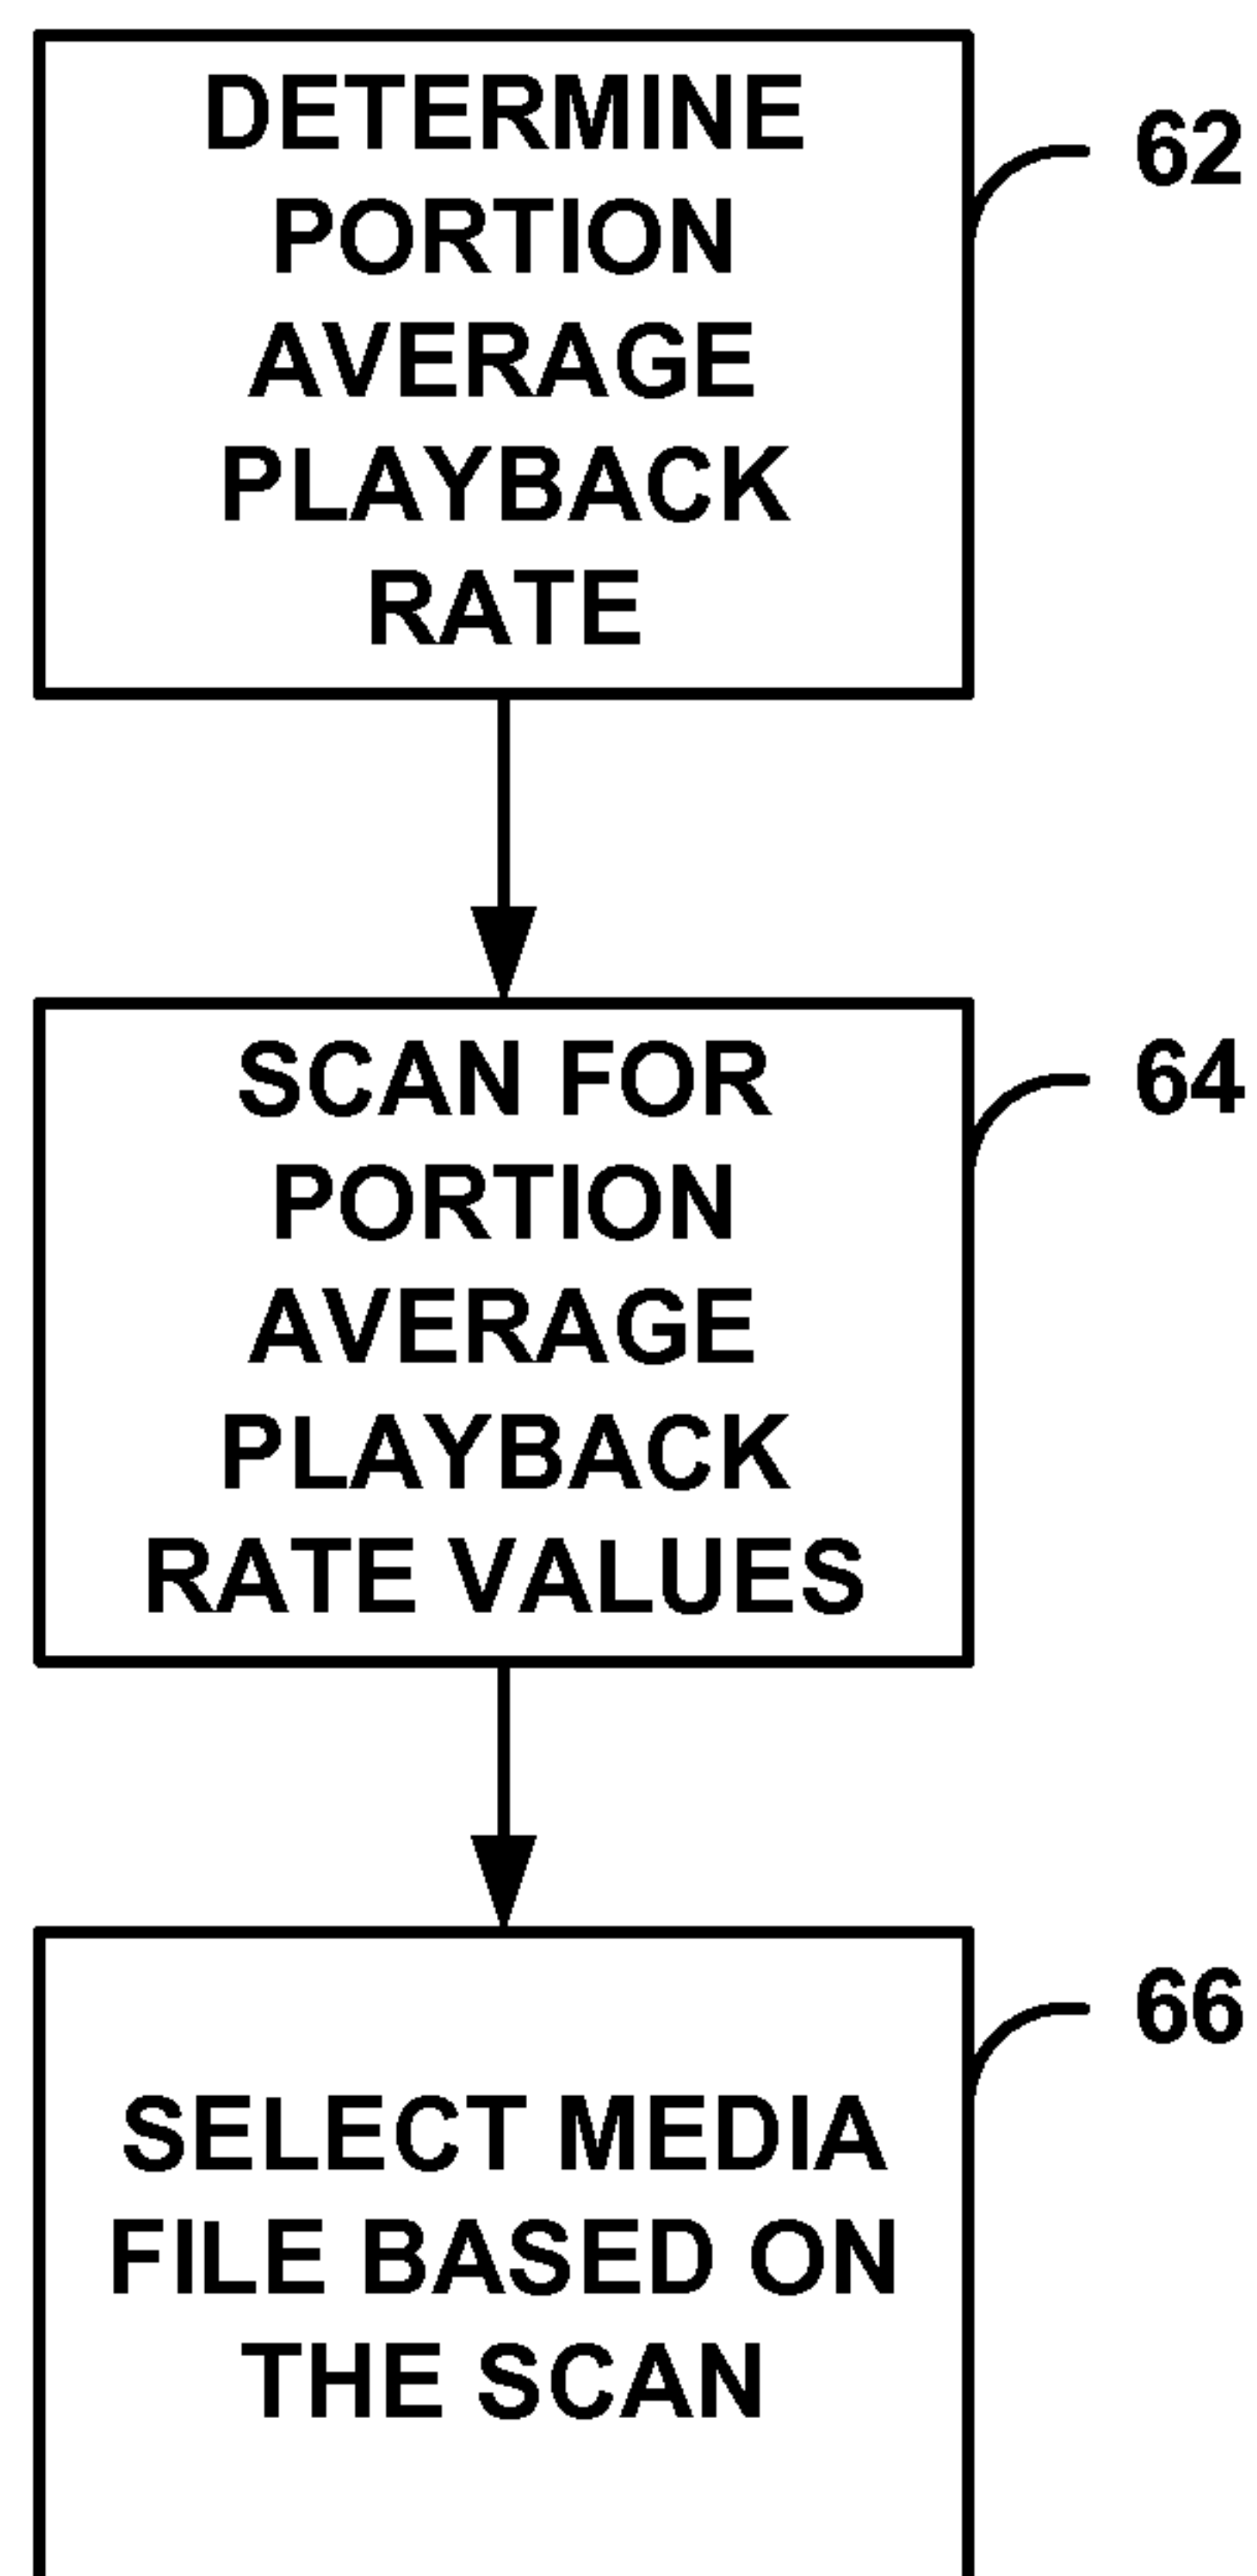 DETERMINE
PORTION
AVERAGE
PLAYBACK
RATE
62
SCAN FOR
PORTION
AVERAGE
PLAYBACK
RATE VALUES
64
SELECT MEDIA
FILE BASED ON
THE SCAN
66